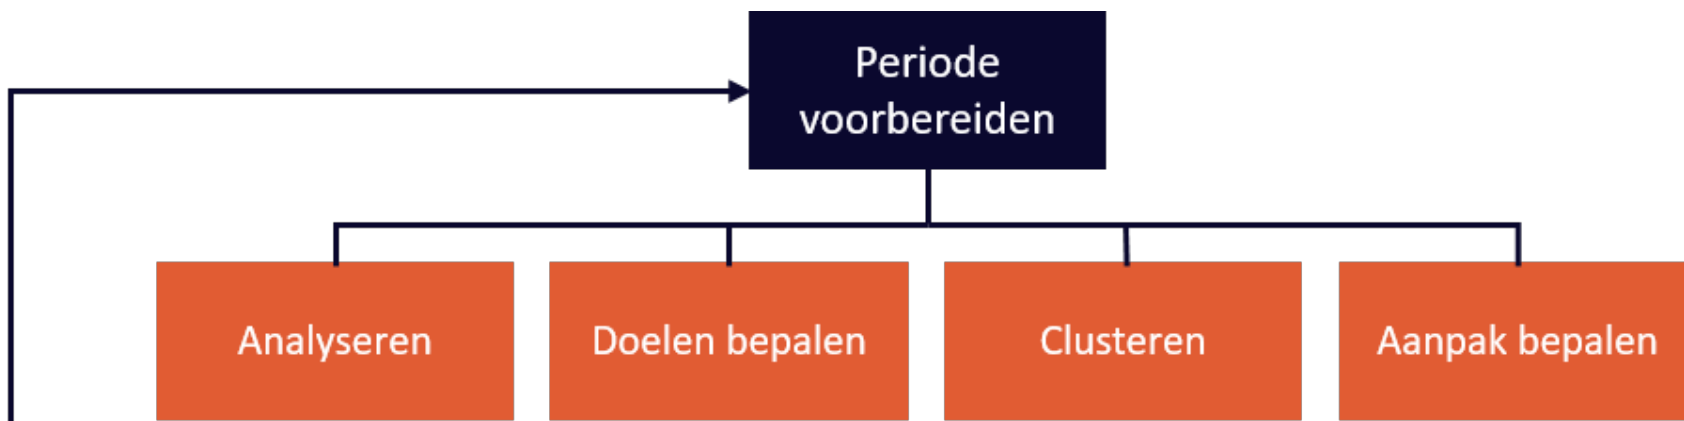 Periode
voorbereiden
Analyseren
Doelen bepalen
Clusteren
Aanpak bepalen